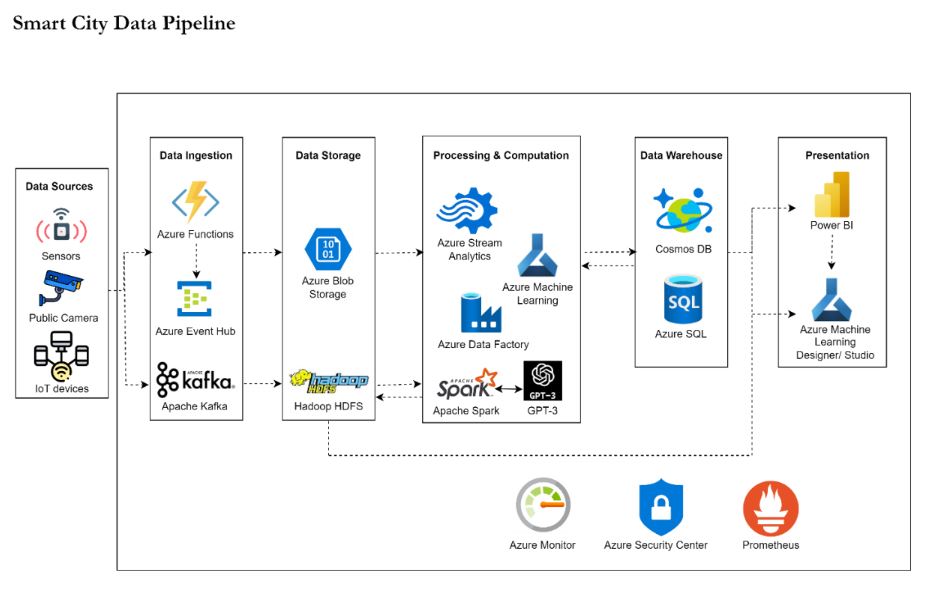 Smart City Data Pipeline
Data Sources
Sensors
Public Camera
IoT devices
Data Ingestion
Azure Functions
Azure Event Hub
APACHE
kafka
Apache Kafka
Data Storage
10
01
Azure Blob
Storage
hadoop
HDFS
Hadoop HDFS
Processing & Computation
Azure Stream
Analytics
Azure Machine
Learning
Azure Data Factory
APACHE
Spark
Apache Spark
GPT-3
GPT-3
Data Warehouse
Cosmos DB
SQL
Azure SQL
Presentation
Power BI
Azure Machine
Learning
Designer/ Studio
Azure Monitor
Azure Security Center
Prometheus